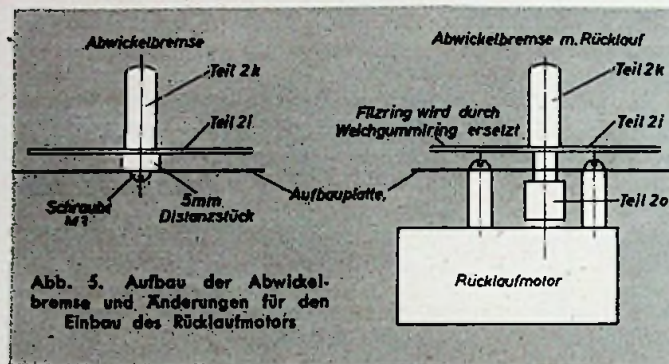 Abwickelbremse
Teil 2k
Teil 2i
Schraube
M3
5mm
Distanzstück
Aufbauplatte
Abwickelbremse m. Rücklauf
Teil 2k
Filzring wird durch
Weichgummiring ersetzt
Teil 2i
Teil 2o
Rücklaufmotor
Abb. 5. Aufbau der Abwickel-
bremse und Änderungen für den
Einbau des Rücklaufmotors